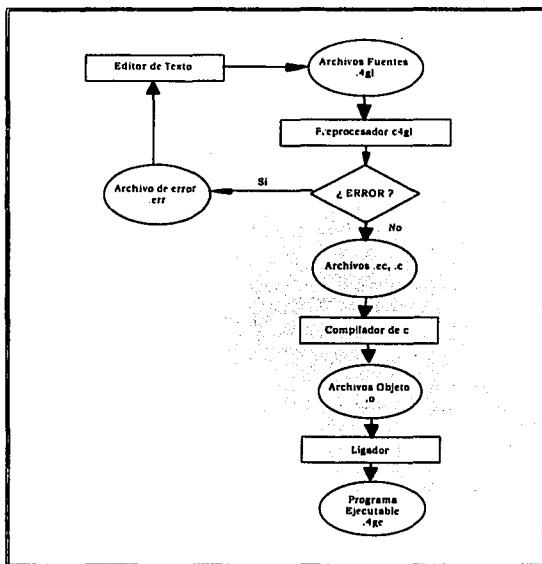 Editor de Texto
Archivos Fuentes
.4gl
Preprocesador c4gl
Archivo de error
.err
Si
¿ ERROR ?
No
Archivos .ec, .c
Compilador de c
Archivos Objeto
.o
Ligador
Programa
Ejecutable
.4ge